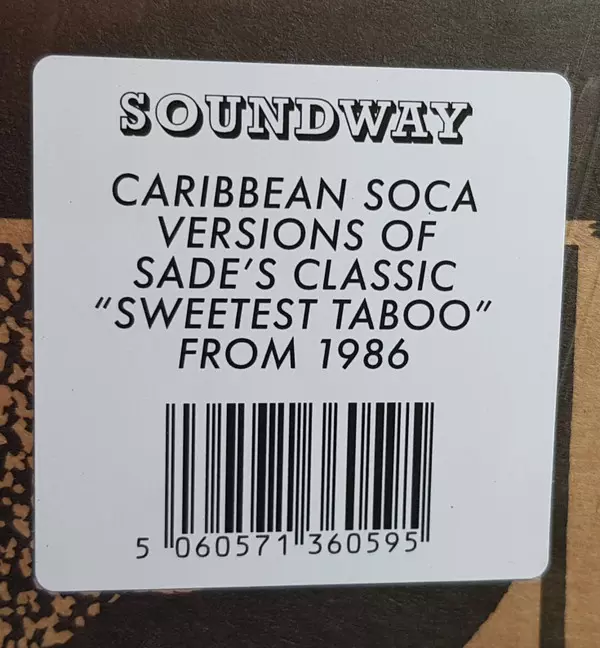 SOUNDWAY
CARIBBEAN SOCA
VERSIONS OF
SADE'S CLASSIC
"SWEETEST TABOO"
FROM 1986
5 060571 360595